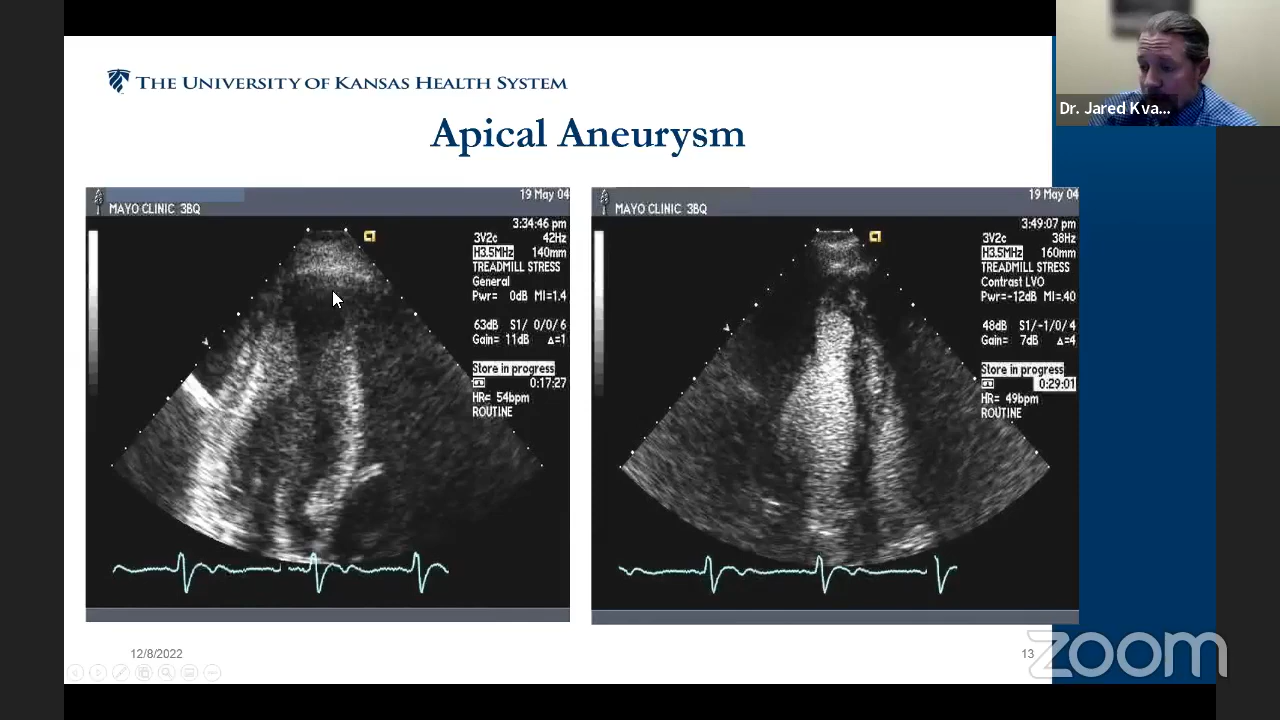 THE UNIVERSITY OF KANSAS HEALTH SYSTEM
Apical Aneurysm
Dr. Jared Kva...
19 May 04
MAYO CLINIC 3BQ
3:34:46 pm
3V2c 42Hz
H3.5MHz 140mm
TREADMILL STRESS
General
Pwr= 0dB MI=1.4
63dB S1/ 0/0/6
Gain= 11dB Δ=1
Store in progress
0:17:27
HR= 54bpm
ROUTINE
19 May 04
MAYO CLINIC 3BQ
3:49:07 pm
3V2c 38Hz
H3.5MHz 160mm
TREADMILL STRESS
Contrast LVO
Pwr=-12dB MI=.40
48dB S1/-1/0/4
Gain= 7dB Δ=4
Store in progress
0:29:01
HR= 49bpm
ROUTINE
12/8/2022
13
zoom